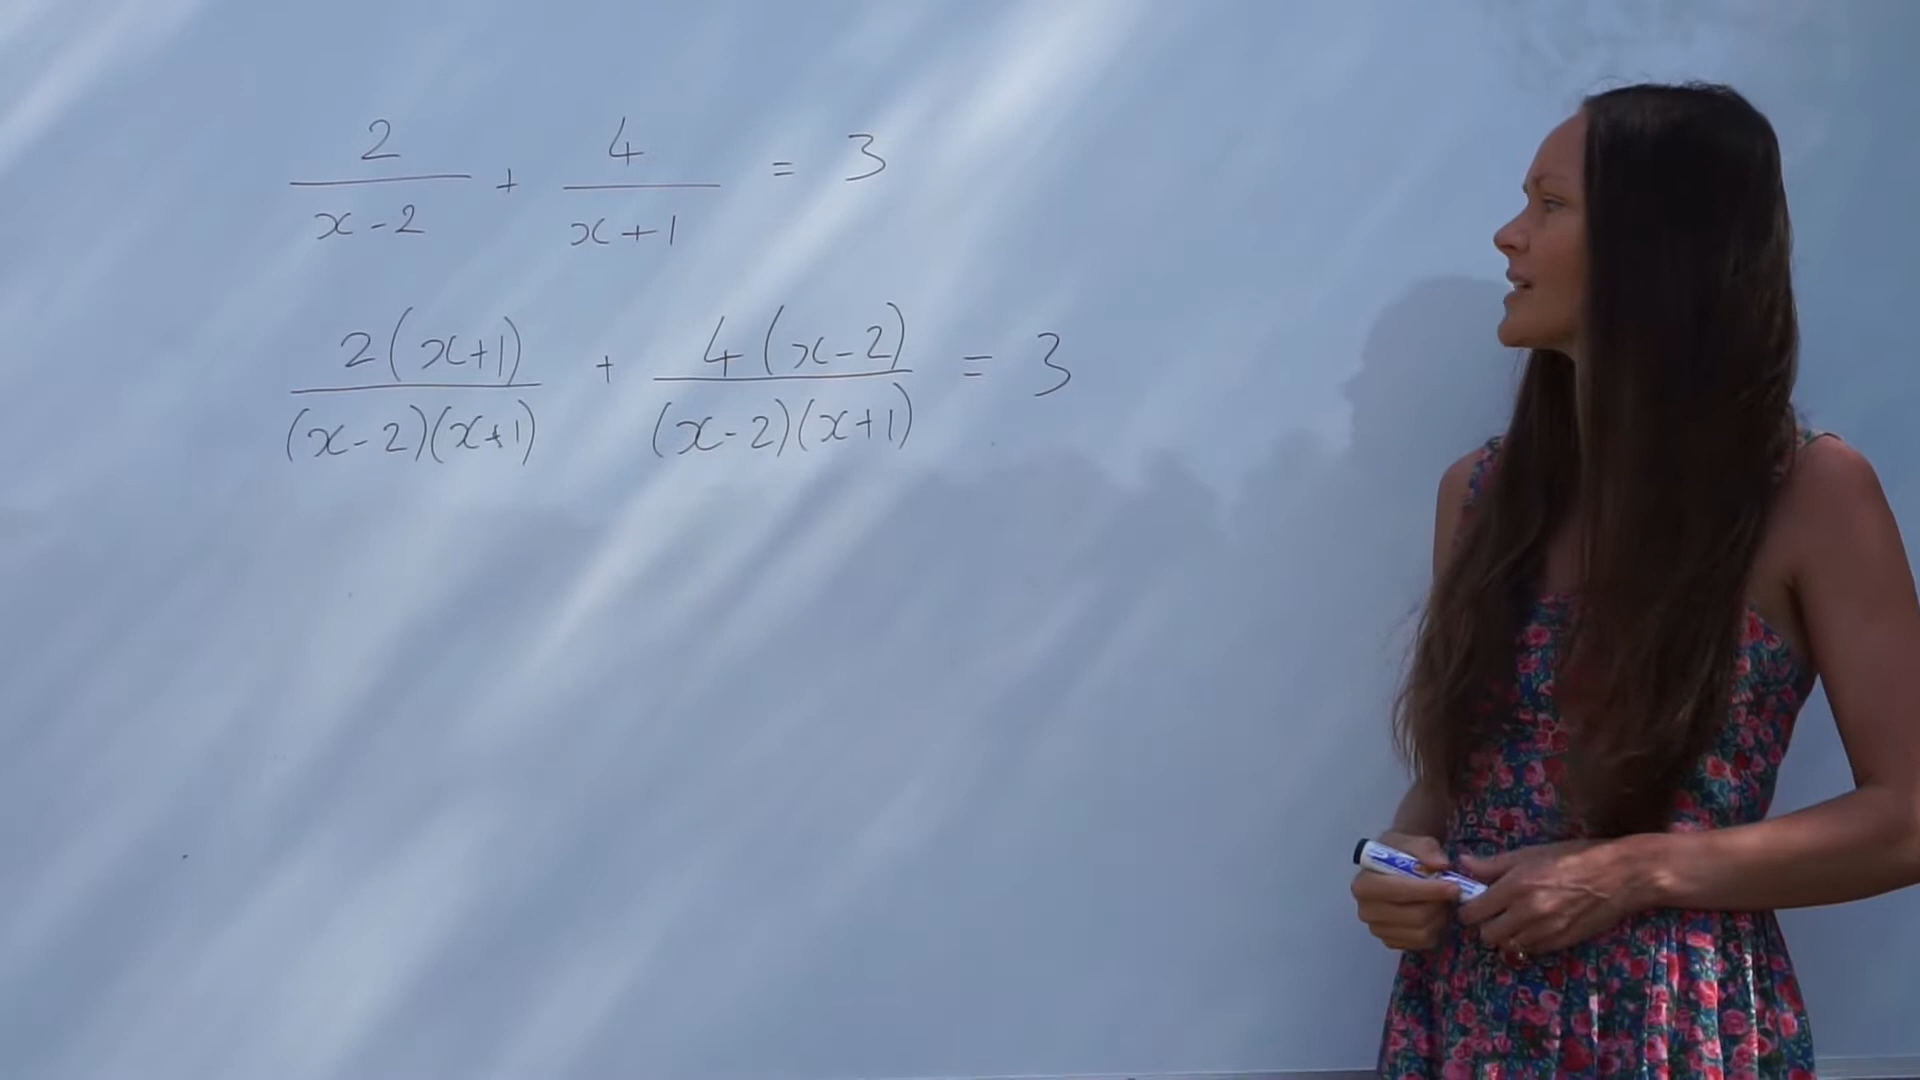 2/(x-2) + 4/(x+1) = 3
2(x+1)/((x-2)(x+1)) + 4(x-2)/((x-2)(x+1)) = 3